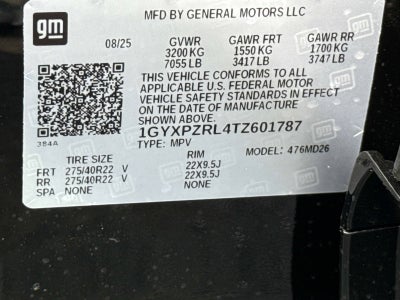 gm
MFD BY GENERAL MOTORS LLC
08/25 GVWR GAWR FRT GAWR RR
3200 KG 1550 KG 1700 KG
7055 LB 3417 LB 3747 LB
THIS VEHICLE CONFORMS TO ALL
APPLICABLE U.S. FEDERAL MOTOR
VEHICLE SAFETY STANDARDS IN EFFECT
ON THE DATE OF MANUFACTURE
SHOWN ABOVE.
1GYXPZRL4TZ601787
384A TYPE: MPV
TIRE SIZE RIM MODEL: 476MD26
FRT 275/40R22 V 22X9.5J
RR 275/40R22 V 22X9.5J
SPA NONE NONE